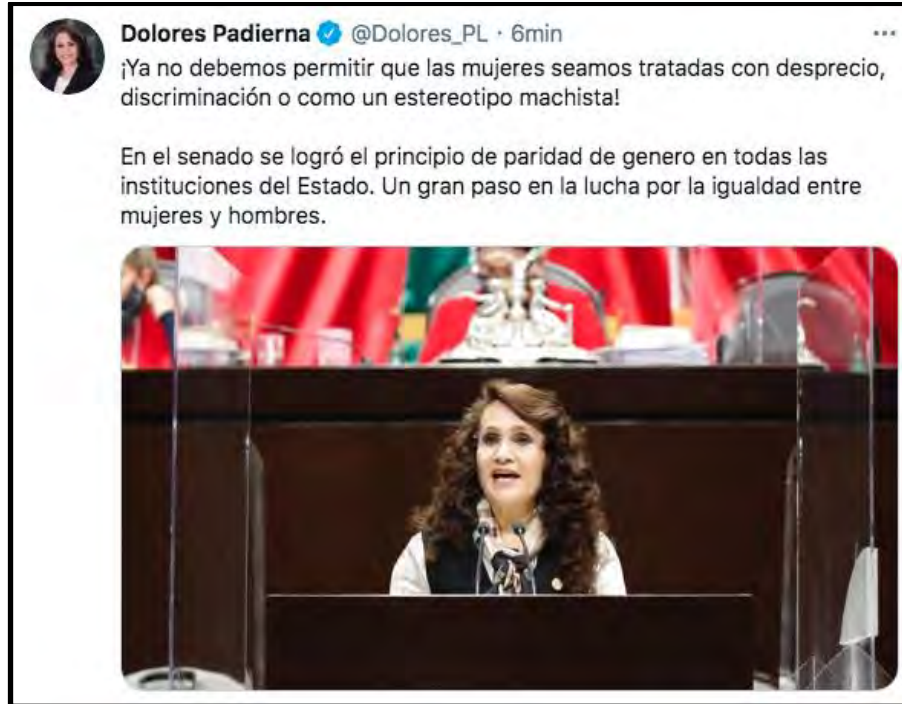 Dolores Padierna @Dolores_PL · 6min
¡Ya no debemos permitir que las mujeres seamos tratadas con desprecio,
discriminación o como un estereotipo machista!
En el senado se logró el principio de paridad de genero en todas las
instituciones del Estado. Un gran paso en la lucha por la igualdad entre
mujeres y hombres.